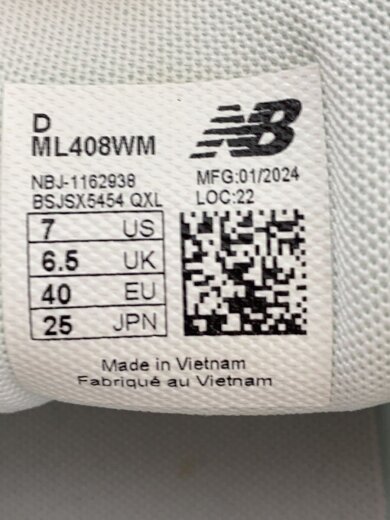 D
ML408WM
NB
NBJ-1162938
BSJSX5454 QXL
MFG:01/2024
LOC:22
7 US
6.5 UK
40 EU
25 JPN
Made in Vietnam
Fabriqué au Vietnam